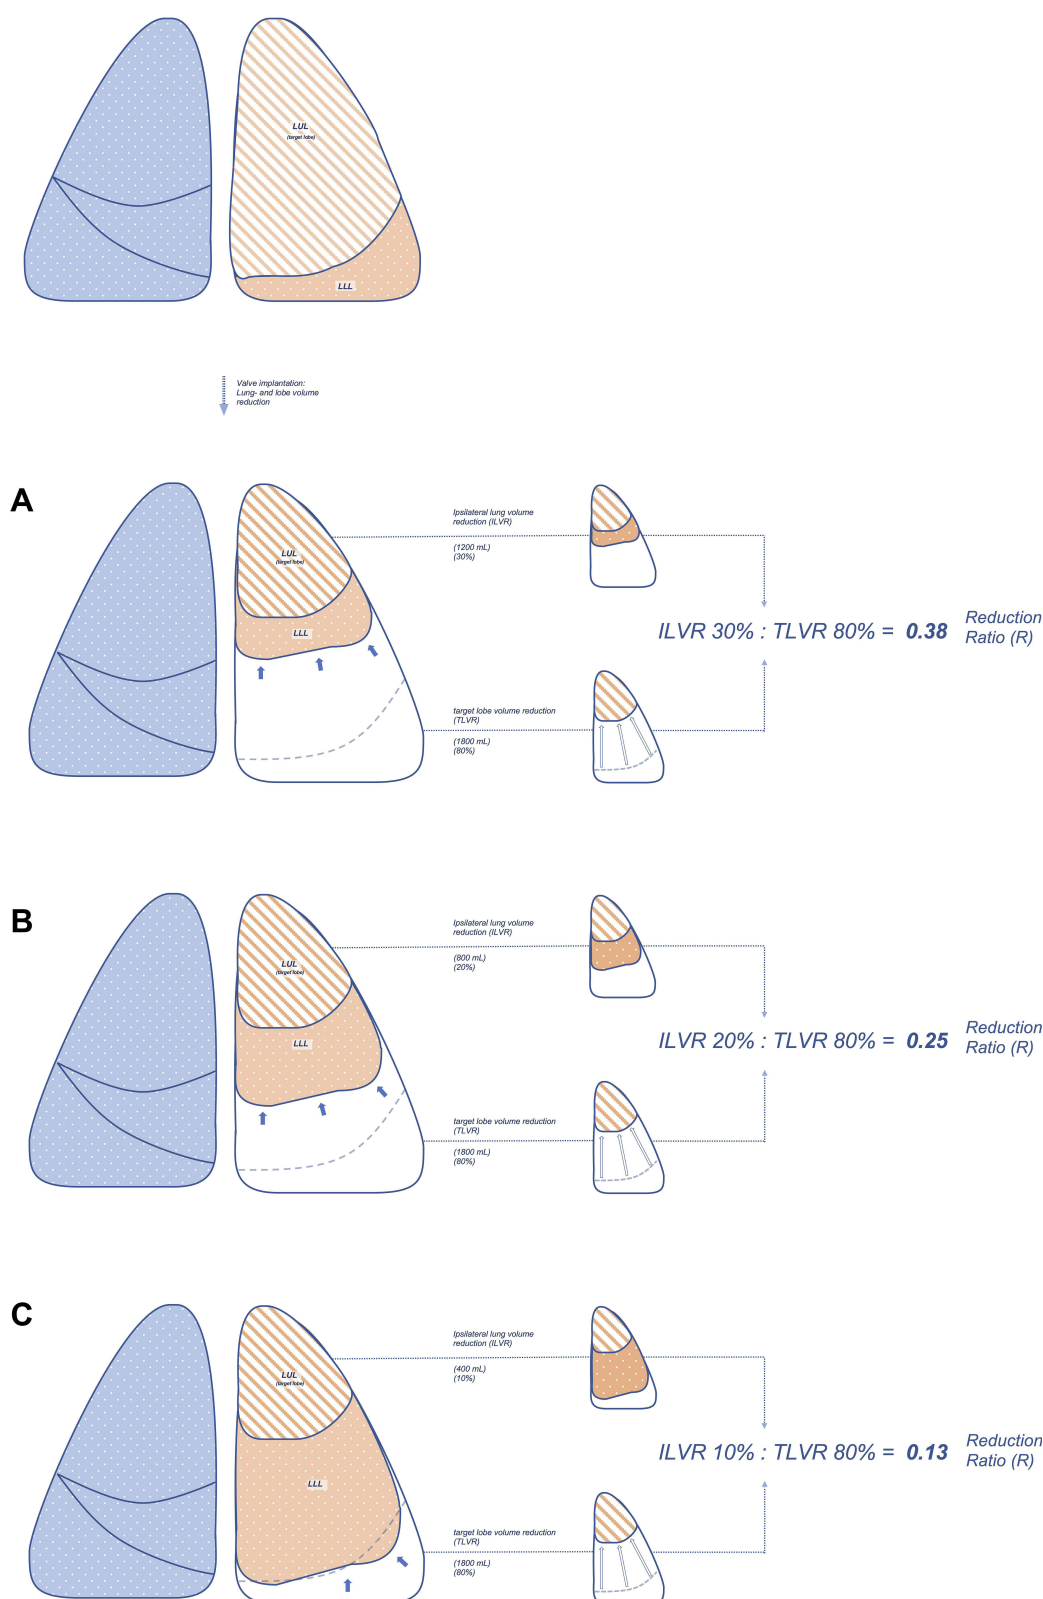 LUL
(target lobe)
LLL
Valve implantation:
Lung- and lobe volume
reduction
A
LUL
(target lobe)
LLL
Ipsilateral lung volume
reduction (ILVR)
(1200 mL)
(30%)
ILVR 30% : TLVR 80% = 0.38
Reduction
Ratio (R)
target lobe volume reduction
(TLVR)
(1800 mL)
(80%)
B
LUL
(target lobe)
LLL
Ipsilateral lung volume
reduction (ILVR)
(800 mL)
(20%)
ILVR 20% : TLVR 80% = 0.25
Reduction
Ratio (R)
target lobe volume reduction
(TLVR)
(1800 mL)
(80%)
C
LUL
(target lobe)
LLL
Ipsilateral lung volume
reduction (ILVR)
(400 mL)
(10%)
ILVR 10% : TLVR 80% = 0.13
Reduction
Ratio (R)
target lobe volume reduction
(TLVR)
(1800 mL)
(80%)